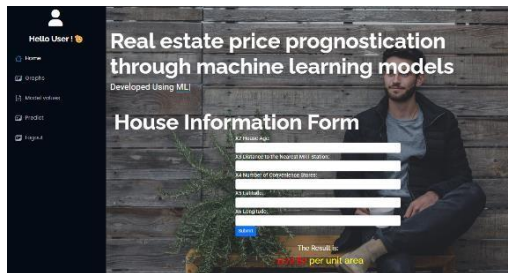 Hello User !
Home
Graphs
Model values
Predict
Logout
Real estate price prognostication
through machine learning models
Developed Using ML|
House Information Form
X2 House Age:
X3 Distance to the Nearest MRT Station:
X4 Number of Convenience Stores:
X5 Latitude:
X6 Longitude:
Submit
The Result is:
per unit area